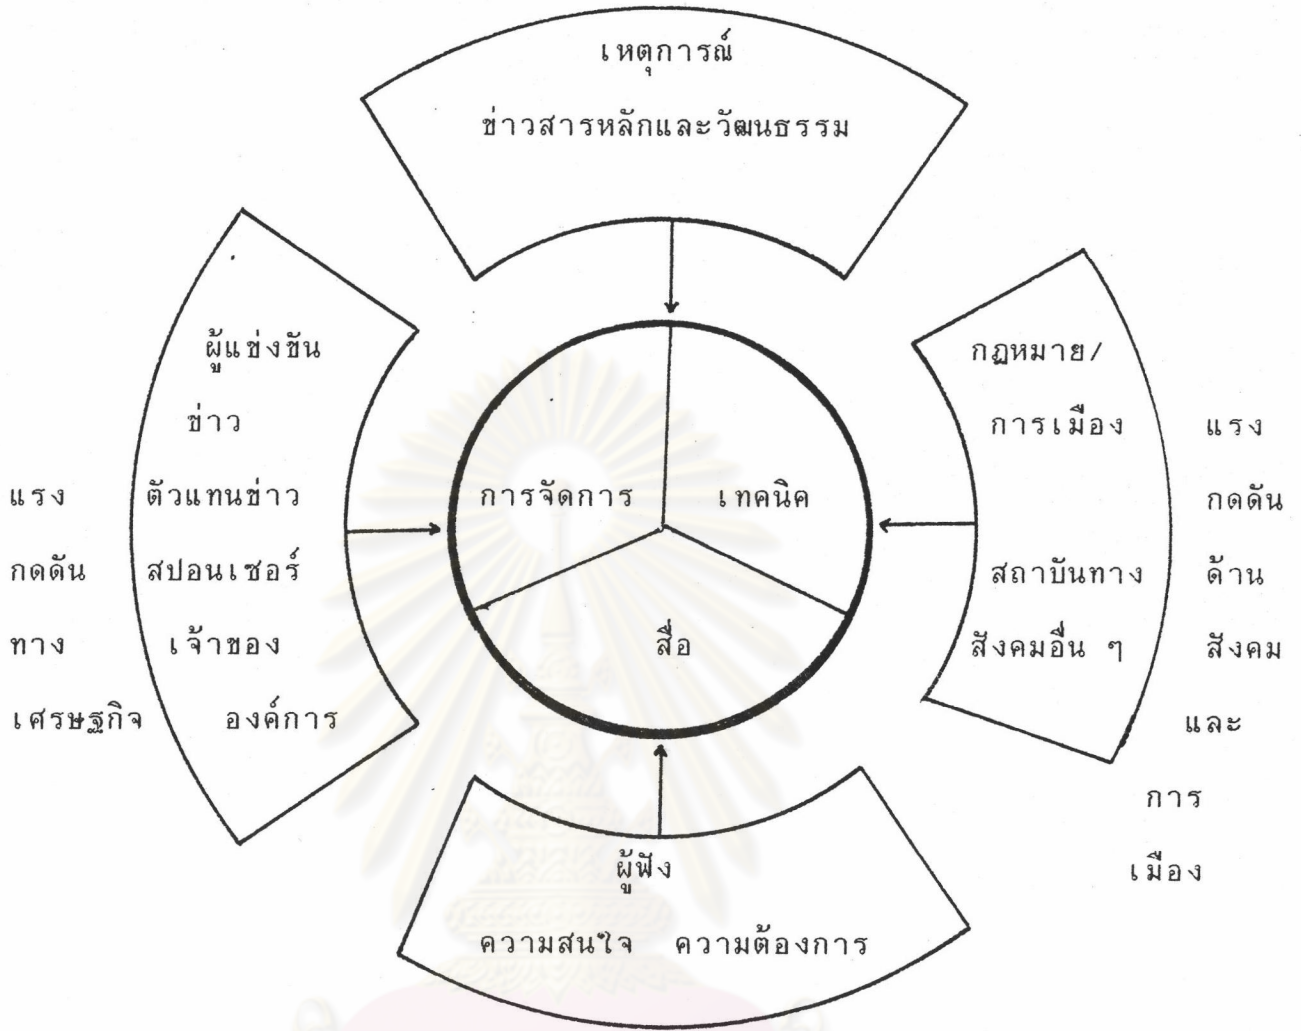 เหตุการณ์
ข่าวสารหลักและวัฒนธรรม
ผู้แข่งขัน
ข่าว
ตัวแทนข่าว
สปอนเซอร์
เจ้าของ
องค์การ
แรง
กดดัน
ทาง
เศรษฐกิจ
การจัดการ
เทคนิค
สื่อ
กฎหมาย/
การเมือง
สถาบันทาง
สังคมอื่น ๆ
แรง
กดดัน
ด้าน
สังคม
และ
การ
เมือง
ผู้ฟัง
ความสนใจ ความต้องการ